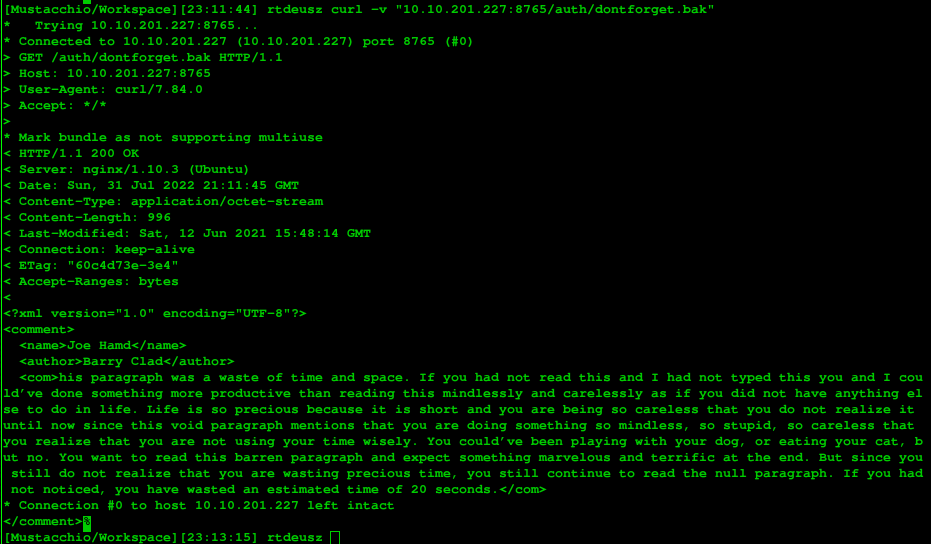 [Mustacchio/Workspace][23:11:44] rtdeusz curl -v "10.10.201.227:8765/auth/dontforget.bak"
*   Trying 10.10.201.227:8765...
* Connected to 10.10.201.227 (10.10.201.227) port 8765 (#0)
> GET /auth/dontforget.bak HTTP/1.1
> Host: 10.10.201.227:8765
> User-Agent: curl/7.84.0
> Accept: */*
>
* Mark bundle as not supporting multiuse
< HTTP/1.1 200 OK
< Server: nginx/1.10.3 (Ubuntu)
< Date: Sun, 31 Jul 2022 21:11:45 GMT
< Content-Type: application/octet-stream
< Content-Length: 996
< Last-Modified: Sat, 12 Jun 2021 15:48:14 GMT
< Connection: keep-alive
< ETag: "60c4d73e-3e4"
< Accept-Ranges: bytes
<
<?xml version="1.0" encoding="UTF-8"?>
<comment>
  <name>Joe Hamd</name>
  <author>Barry Clad</author>
  <com>his paragraph was a waste of time and space. If you had not read this and I had not typed this you and I cou
ld’ve done something more productive than reading this mindlessly and carelessly as if you did not have anything el
se to do in life. Life is so precious because it is short and you are being so careless that you do not realize it
until now since this void paragraph mentions that you are doing something so mindless, so stupid, so careless that
you realize that you are not using your time wisely. You could’ve been playing with your dog, or eating your cat, b
ut no. You want to read this barren paragraph and expect something marvelous and terrific at the end. But since you
 still do not realize that you are wasting precious time, you still continue to read the null paragraph. If you had
 not noticed, you have wasted an estimated time of 20 seconds.</com>
* Connection #0 to host 10.10.201.227 left intact
</comment>%
[Mustacchio/Workspace][23:13:15] rtdeusz